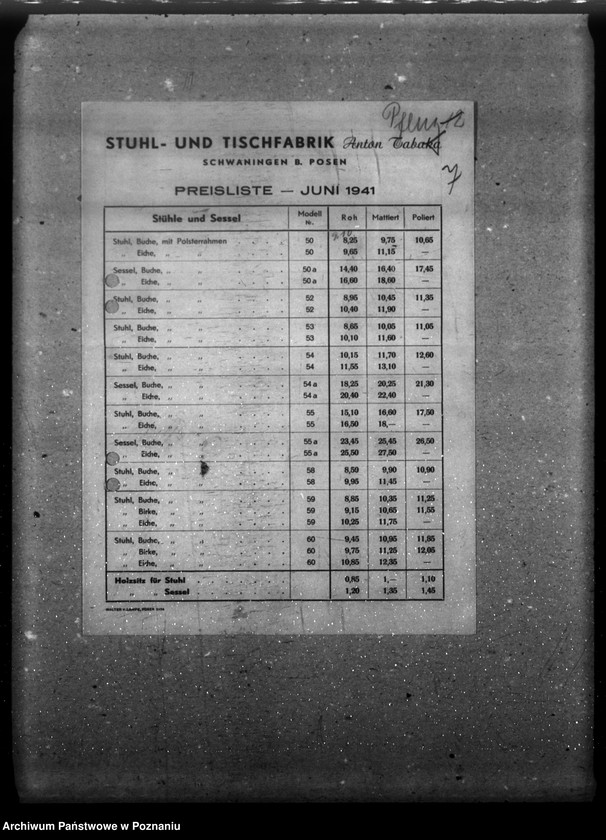 STUHL- UND TISCHFABRIK Anton Tabaka
SCHWANINGEN B. POSEN
PREISLISTE — JUNI 1941
Stühle und Sessel Modell Nr. Roh Mattiert Poliert
Stuhl, Buche, mit Polsterrahmen 50 8,25 9,75 10,65
„ Eiche, „ „ 50 9,65 11,15 —
Sessel, Buche, „ „ 50 a 14,40 16,40 17,45
„ Eiche, „ „ 50 a 16,60 18,60 —
Stuhl, Buche, „ „ 52 8,95 10,45 11,35
„ Eiche, „ „ 52 10,40 11,90 —
Stuhl, Buche, „ „ 53 8,65 10,05 11,05
„ Eiche, „ „ 53 10,10 11,60 —
Stuhl, Buche, „ „ 54 10,15 11,70 12,60
„ Eiche, „ „ 54 11,55 13,10 —
Sessel, Buche, „ „ 54 a 18,25 20,25 21,30
„ Eiche, „ „ 54 a 20,40 22,40 —
Stuhl, Buche, „ „ 55 15,10 16,60 17,50
„ Eiche, „ „ 55 16,50 18,— —
Sessel, Buche, „ „ 55 a 23,45 25,45 26,50
„ Eiche, „ „ 55 a 25,50 27,50 —
Stuhl, Buche, „ „ 58 8,50 9,90 10,90
„ Eiche, „ „ 58 9,95 11,45 —
Stuhl, Buche, „ „ 59 8,85 10,35 11,25
„ Birke, „ „ 59 9,15 10,65 11,55
„ Eiche, „ „ 59 10,25 11,75 —
Stuhl, Buche, „ „ 60 9,45 10,95 11,85
„ Birke, „ „ 60 9,75 11,25 12,05
„ Eiche, „ „ 60 10,85 12,35 —
Holzsitz für Stuhl 0,85 1,— 1,10
„ „ Sessel 1,20 1,35 1,45
7
Archiwum Państwowe w Poznaniu